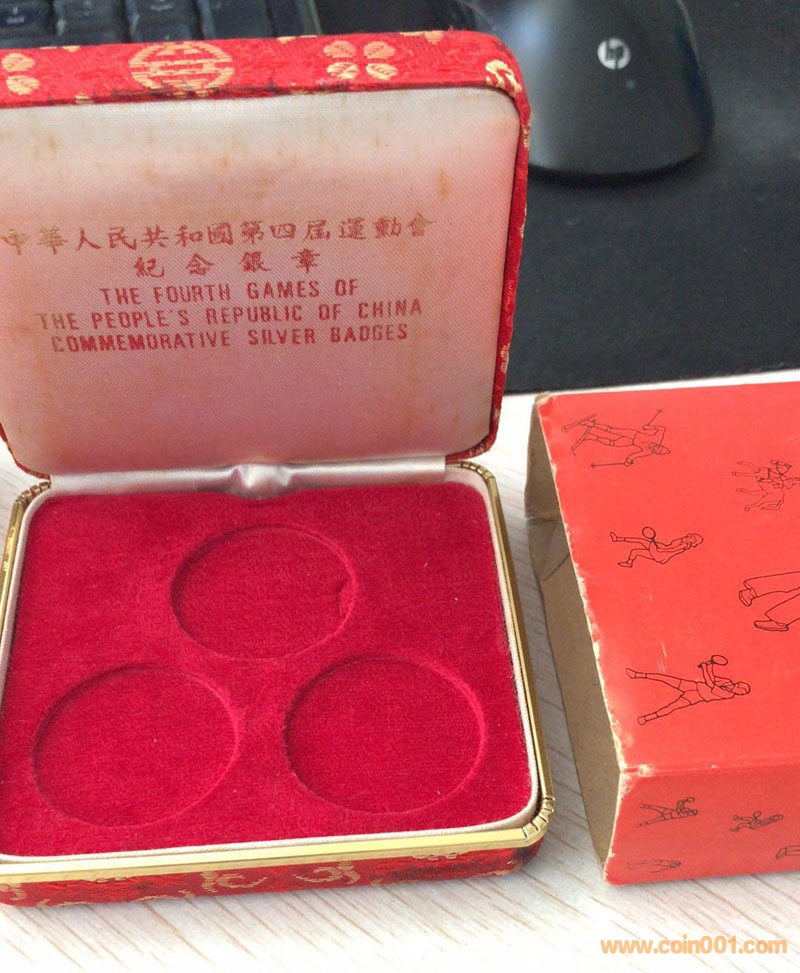 hp
中華人民共和國第四屆運動會
紀念銀章
THE FOURTH GAMES OF
THE PEOPLE'S REPUBLIC OF CHINA
COMMEMORATIVE SILVER BADGES
www.coin001.com